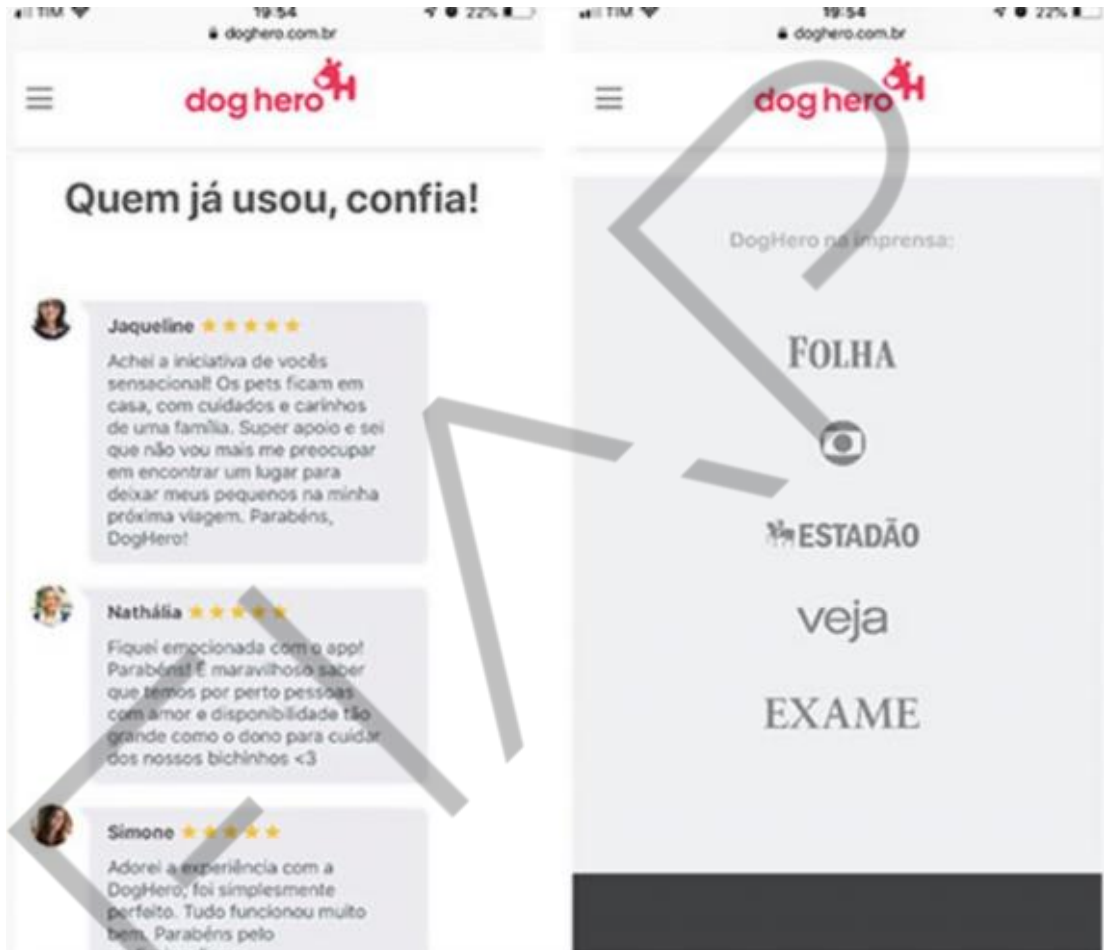 TIM 19:54 22%
doghero.com.br
dog hero
Quem já usou, confia!
Jaqueline
Achei a iniciativa de vocês
sensacional! Os pets ficam em
casa, com cuidados e carinhos
de uma família. Super apoio e sei
que não vou mais me preocupar
em encontrar um lugar para
deixar meus pequenos na minha
próxima viagem. Parabéns,
DogHero!
Nathália
Fiquei emocionada com o app!
Parabéns! É maravilhoso saber
que temos por perto pessoas
com amor e disponibilidade tão
grande como o dono para cuidar
dos nossos bichinhos <3
Simone
Adorei a experiência com a
DogHero, foi simplesmente
perfeito. Tudo funcionou muito
bem. Parabéns pelo
TIM 19:54 22%
doghero.com.br
dog hero
DogHero na imprensa:
FOLHA
ESTADÃO
veja
EXAME
FIAP